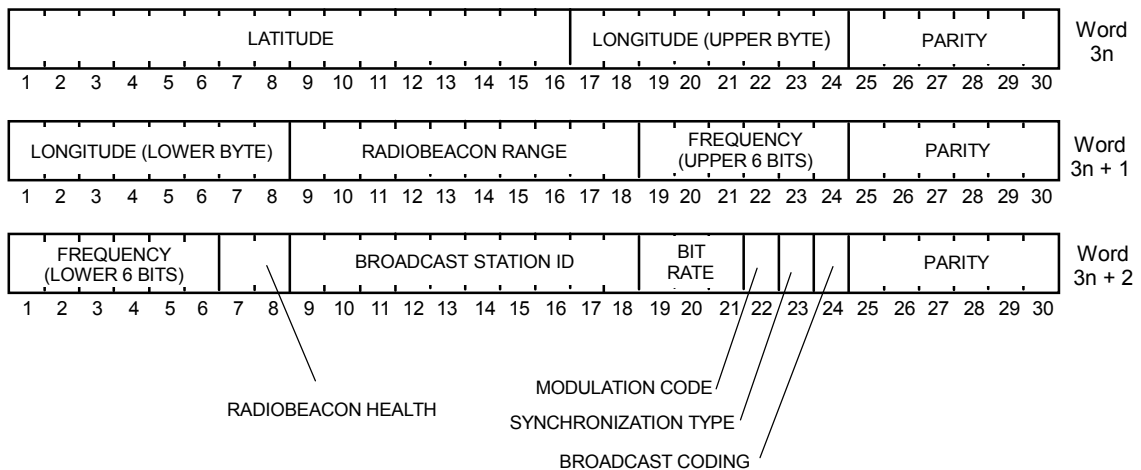 LATITUDE LONGITUDE (UPPER BYTE) PARITY Word
3n
1 2 3 4 5 6 7 8 9 10 11 12 13 14 15 16 17 18 19 20 21 22 23 24 25 26 27 28 29 30
LONGITUDE (LOWER BYTE) RADIOBEACON RANGE FREQUENCY
(UPPER 6 BITS) PARITY Word
3n + 1
1 2 3 4 5 6 7 8 9 10 11 12 13 14 15 16 17 18 19 20 21 22 23 24 25 26 27 28 29 30
FREQUENCY
(LOWER 6 BITS) BROADCAST STATION ID BIT
RATE PARITY Word
3n + 2
1 2 3 4 5 6 7 8 9 10 11 12 13 14 15 16 17 18 19 20 21 22 23 24 25 26 27 28 29 30
MODULATION CODE
RADIOBEACON HEALTH
SYNCHRONIZATION TYPE
BROADCAST CODING